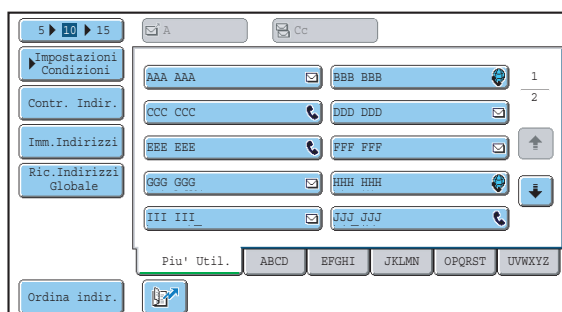 5 10 15
A
Cc
Impostazioni
Condizioni
Contr. Indir.
Imm.Indirizzi
Ric.Indirizzi
Globale
AAA AAA
BBB BBB
CCC CCC
DDD DDD
EEE EEE
FFF FFF
GGG GGG
HHH HHH
III III
JJJ JJJ
1
2
Piu' Util.
ABCD
EFGHI
JKLMN
OPQRST
UVWXYZ
Ordina indir.